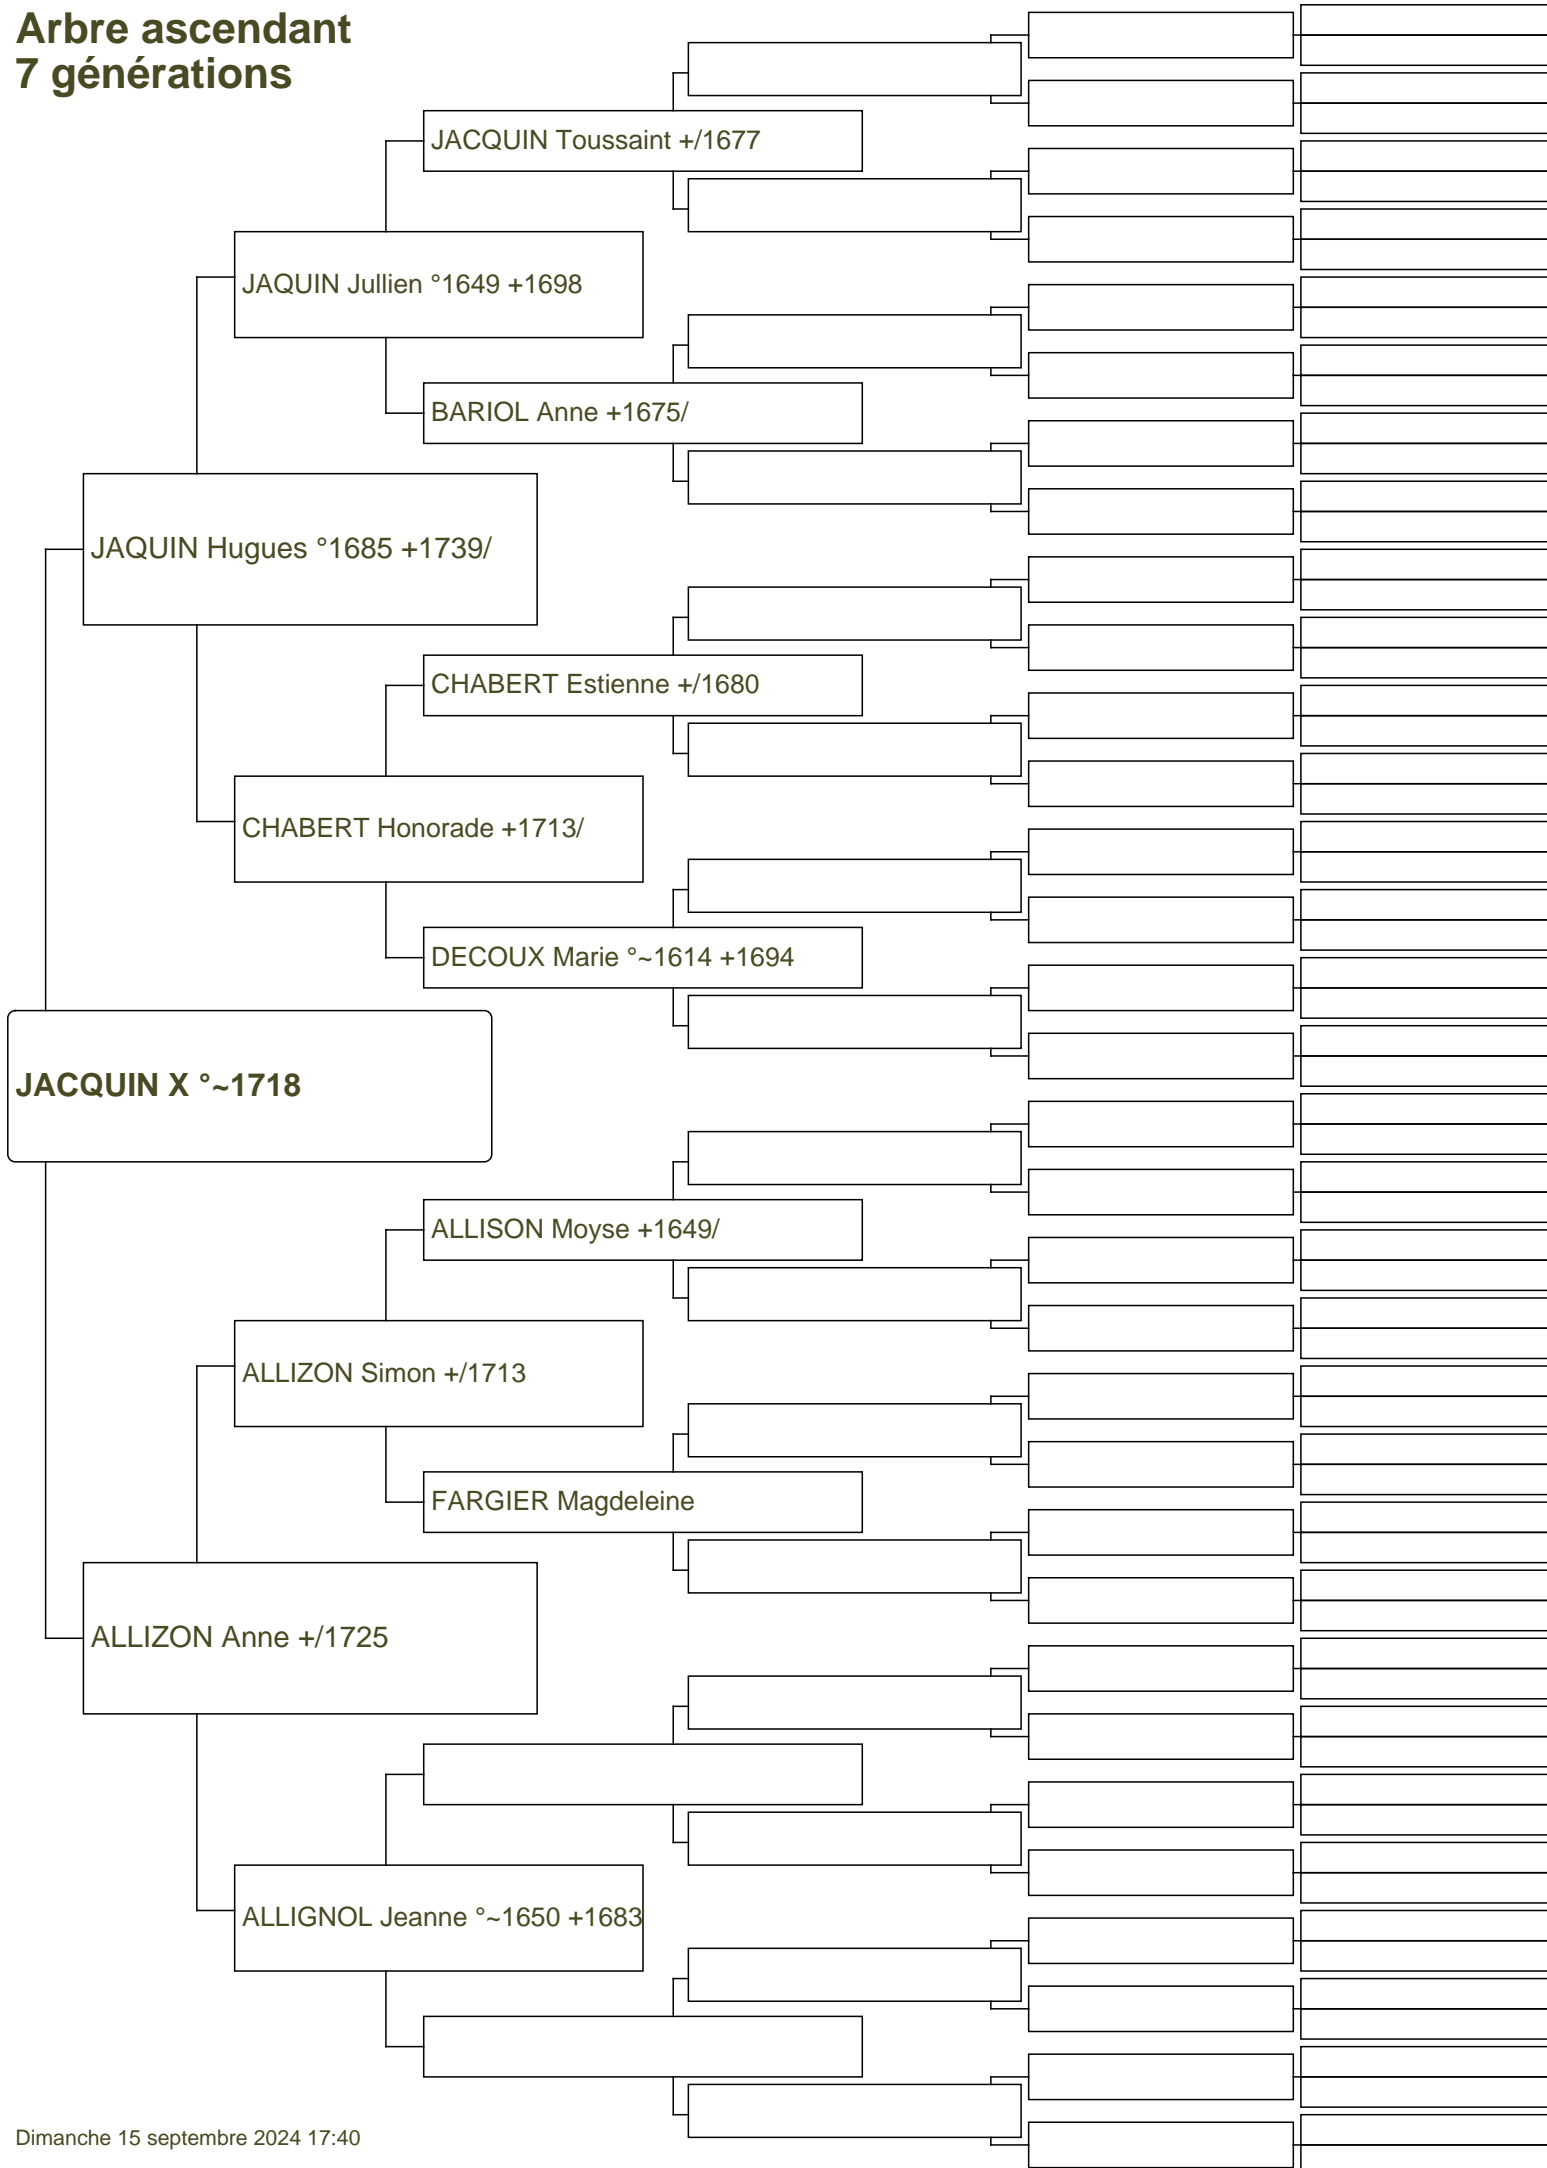 Arbre ascendant
7 générations
JACQUIN Toussaint +/1677
JAQUIN Jullien °1649 +1698
BARIOL Anne +1675/
JAQUIN Hugues °1685 +1739/
CHABERT Estienne +/1680
CHABERT Honorade +1713/
DECOUX Marie °~1614 +1694
JACQUIN X °~1718
ALLISON Moyse +1649/
ALLIZON Simon +/1713
FARGIER Magdeleine
ALLIZON Anne +/1725
ALLIGNOL Jeanne °~1650 +1683
Dimanche 15 septembre 2024 17:40